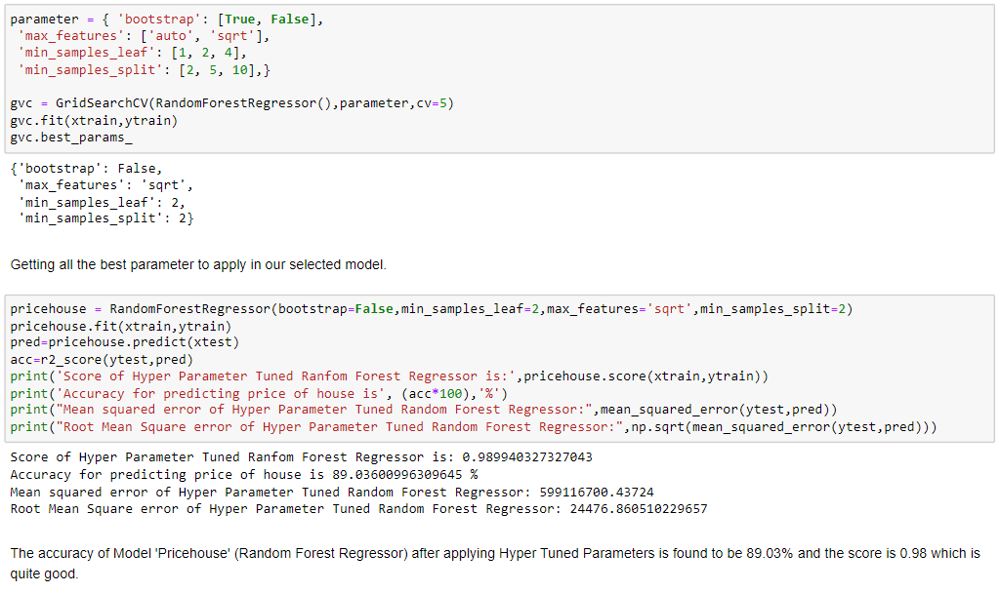 parameter = { 'bootstrap': [True, False],
 'max_features': ['auto', 'sqrt'],
 'min_samples_leaf': [1, 2, 4],
 'min_samples_split': [2, 5, 10],}

gvc = GridSearchCV(RandomForestRegressor(),parameter,cv=5)
gvc.fit(xtrain,ytrain)
gvc.best_params_

{'bootstrap': False,
 'max_features': 'sqrt',
 'min_samples_leaf': 2,
 'min_samples_split': 2}

Getting all the best parameter to apply in our selected model.

pricehouse = RandomForestRegressor(bootstrap=False,min_samples_leaf=2,max_features='sqrt',min_samples_split=2)
pricehouse.fit(xtrain,ytrain)
pred=pricehouse.predict(xtest)
acc=r2_score(ytest,pred)
print('Score of Hyper Parameter Tuned Ranfom Forest Regressor is:',pricehouse.score(xtrain,ytrain))
print('Accuracy for predicting price of house is', (acc*100),'%')
print("Mean squared error of Hyper Parameter Tuned Random Forest Regressor:",mean_squared_error(ytest,pred))
print("Root Mean Square error of Hyper Parameter Tuned Random Forest Regressor:",np.sqrt(mean_squared_error(ytest,pred)))

Score of Hyper Parameter Tuned Ranfom Forest Regressor is: 0.989940327327043
Accuracy for predicting price of house is 89.03600996309645 %
Mean squared error of Hyper Parameter Tuned Random Forest Regressor: 599116700.43724
Root Mean Square error of Hyper Parameter Tuned Random Forest Regressor: 24476.860510229657

The accuracy of Model 'Pricehouse' (Random Forest Regressor) after applying Hyper Tuned Parameters is found to be 89.03% and the score is 0.98 which is
quite good.